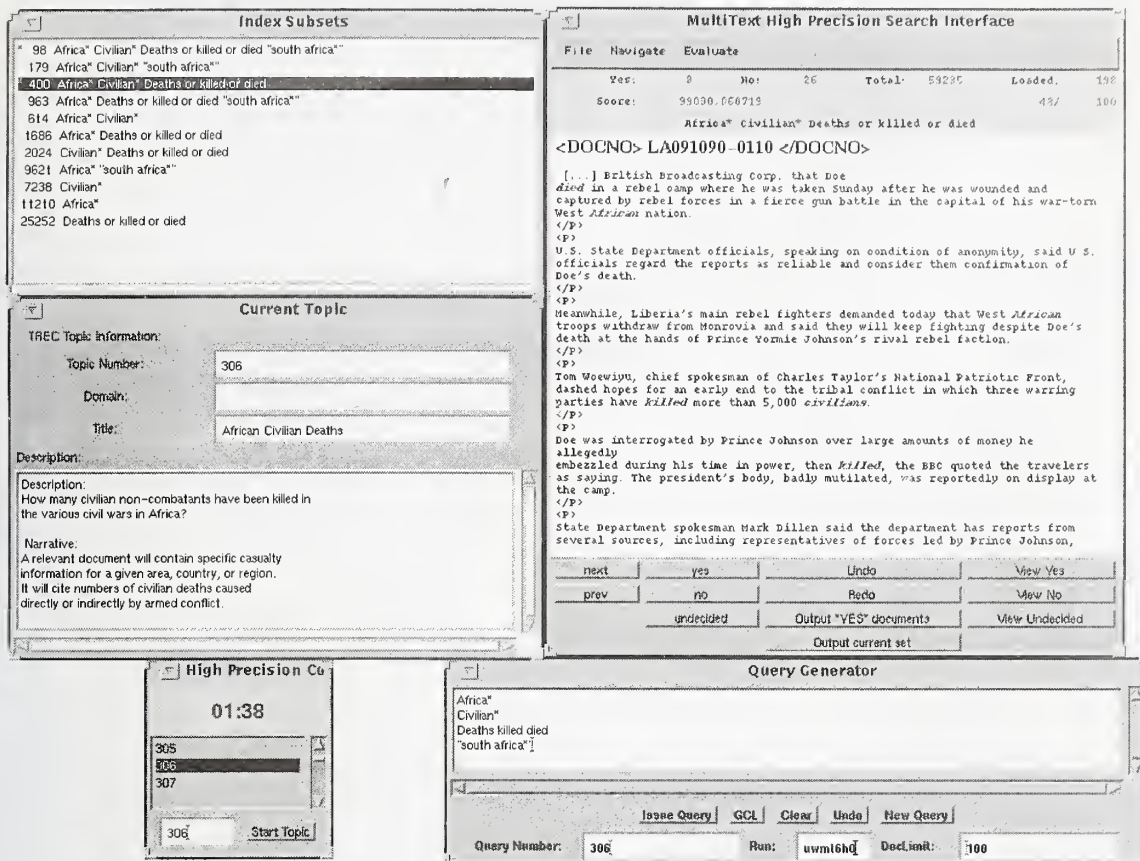 Index Subsets
* 98 Africa* Civilian* Deaths or killed or died "south africa*"
179 Africa* Civilian* "south africa*"
400 Africa* Civilian* Deaths or killed or died
963 Africa* Deaths or killed or died "south africa*"
614 Africa* Civilian*
1686 Africa* Deaths or killed or died
2024 Civilian* Deaths or killed or died
9621 Africa* "south africa*"
7238 Civilian*
11210 Africa*
25252 Deaths or killed or died
Current Topic
TREC Topic Information:
Topic Number: 306
Domain:
Title: African Civilian Deaths
Description:
Description:
How many civilian non-combatants have been killed in
the various civil wars in Africa?
Narrative:
A relevant document will contain specific casualty
information for a given area, country, or region.
It will cite numbers of civilian deaths caused
directly or indirectly by armed conflict.
MultiText High Precision Search Interface
File Navigate Evaluate
Yes: No: 26 Total: Loaded. 198
Score: 100
Africa* Civilian* Deaths or killed or died
<DOCNO> LA091090-0110 </DOCNO>
[...] British Broadcasting Corp. that Doe
died in a rebel camp where he was taken Sunday after he was wounded and
captured by rebel forces in a fierce gun battle in the capital of his war-torn
West African nation.
</P>
<P>
U.S. State Department officials, speaking on condition of anonymity, said U S.
officials regard the reports as reliable and consider them confirmation of
Doe's death.
</P>
<P>
Meanwhile, Liberia's main rebel fighters demanded today that West African
troops withdraw from Monrovia and said they will keep fighting despite Doe's
death at the hands of Prince Yormie Johnson's rival rebel faction.
</P>
<P>
Tom Woewiyu, chief spokesman of Charles Taylor's National Patriotic Front,
dashed hopes for an early end to the tribal conflict in which three warring
parties have killed more than 5,000 civilians.
</P>
<P>
Doe was interrogated by Prince Johnson over large amounts of money he
allegedly
embezzled during his time in power, then killed, the BBC quoted the travelers
as saying. The president's body, badly mutilated, was reportedly on display at
the camp.
</P>
<P>
State Department spokesman Mark Dillen said the department has reports from
several sources, including representatives of forces led by Prince Johnson,
next yes Undo View Yes
prev no Redo View No
undecided Output "YES" documents View Undecided
Output current set
High Precision Co
01:38
305
306
307
306 Start Topic
Query Generator
Africa*
Civilian*
Deaths killed died
"south africa*"
Issue Query GCL Clear Undo New Query
Query Number: 306 Run: uwmt6h0 DocLimit: 100